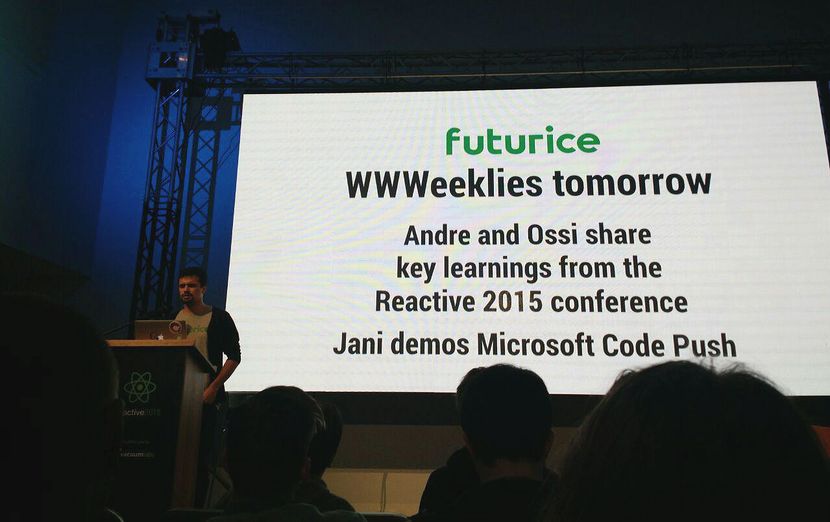 futurice
WWWeeklies tomorrow
Andre and Ossi share
key learnings from the
Reactive 2015 conference
Jani demos Microsoft Code Push
active2015